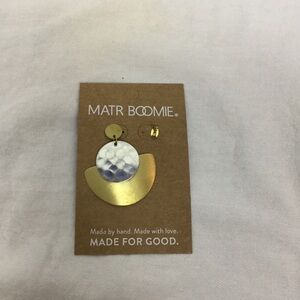 MATR BOOMIE®
Made by hand. Made with love.
MADE FOR GOOD.